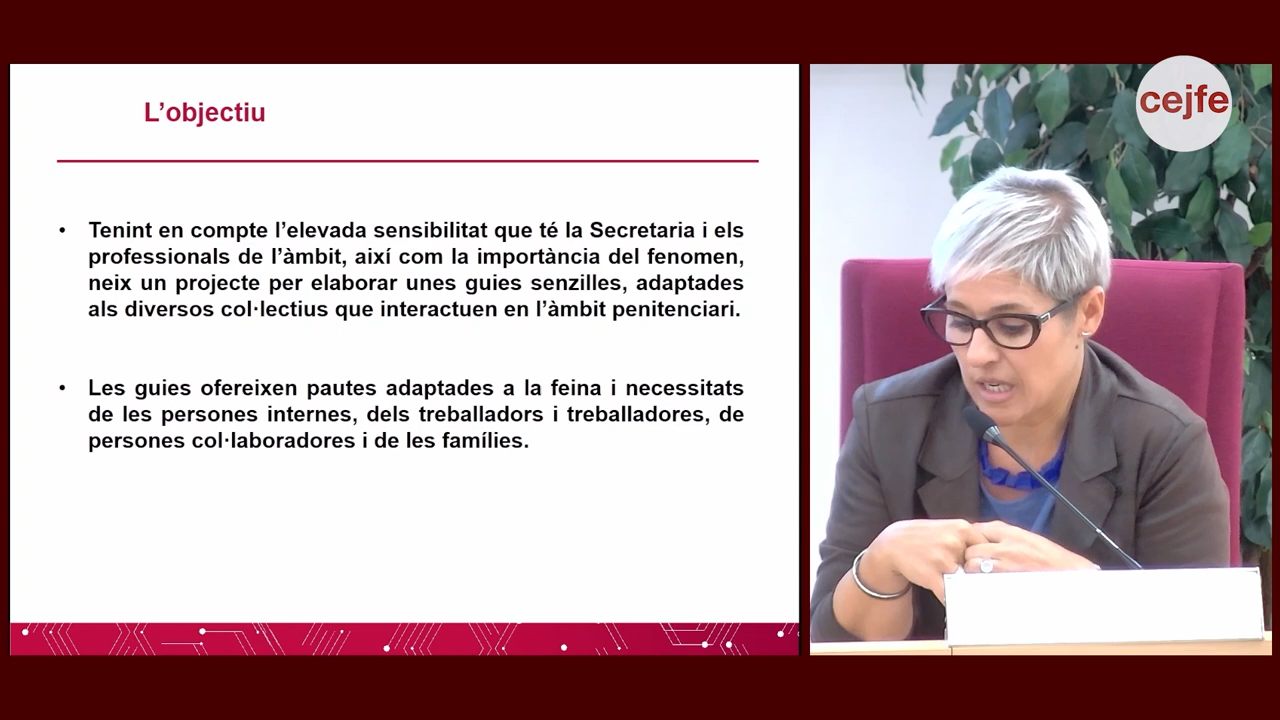 L'objectiu
• Tenint en compte l'elevada sensibilitat que té la Secretaria i els
professionals de l'àmbit, així com la importància del fenomen,
neix un projecte per elaborar unes guies senzilles, adaptades
als diversos col·lectius que interactuen en l'àmbit penitenciari.
• Les guies ofereixen pautes adaptades a la feina i necessitats
de les persones internes, dels treballadors i treballadores, de
persones col·laboradores i de les famílies.
cejfe